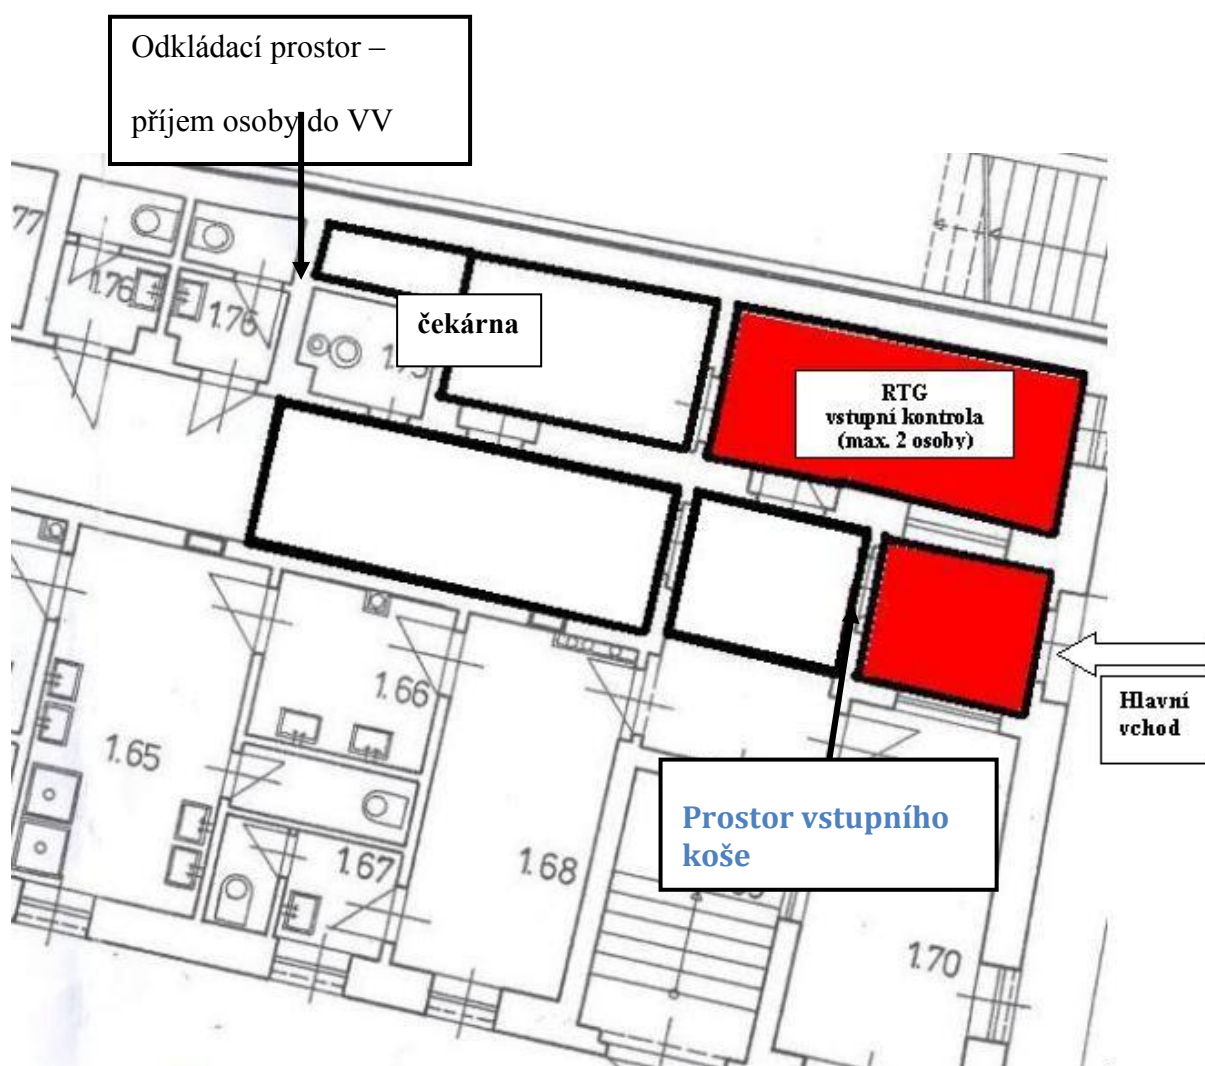 Odkládací prostor –
příjem osoby do VV
77
1.76
1.76
čekárna
RTG
vstupní kontrola
(max. 2 osoby)
1.66
1.65
Hlavní
vchod
Prostor vstupního
koše
1.67
1.68
1.70